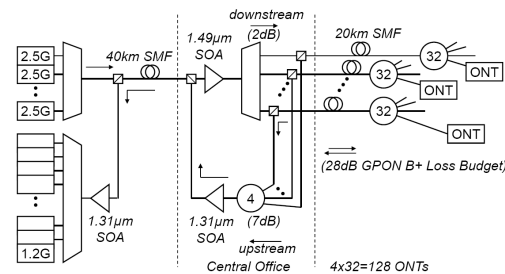 downstream
1.49µm
SOA
(2dB)
40km SMF
20km SMF
2.5G
2.5G
2.5G
32
32
32
ONT
ONT
ONT
(28dB GPON B+ Loss Budget)
1.31µm
SOA
1.31µm
SOA
4
(7dB)
1.2G
upstream
Central Office
4x32=128 ONTs